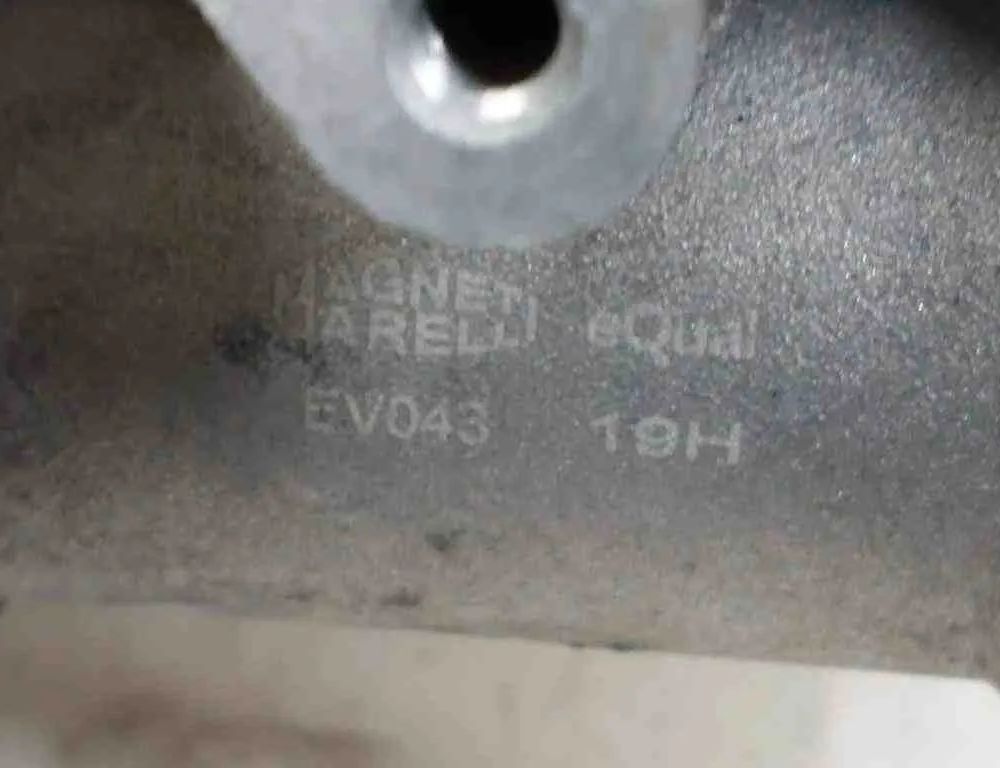 MAGNETI
MARELLI eQual
EV043 19H